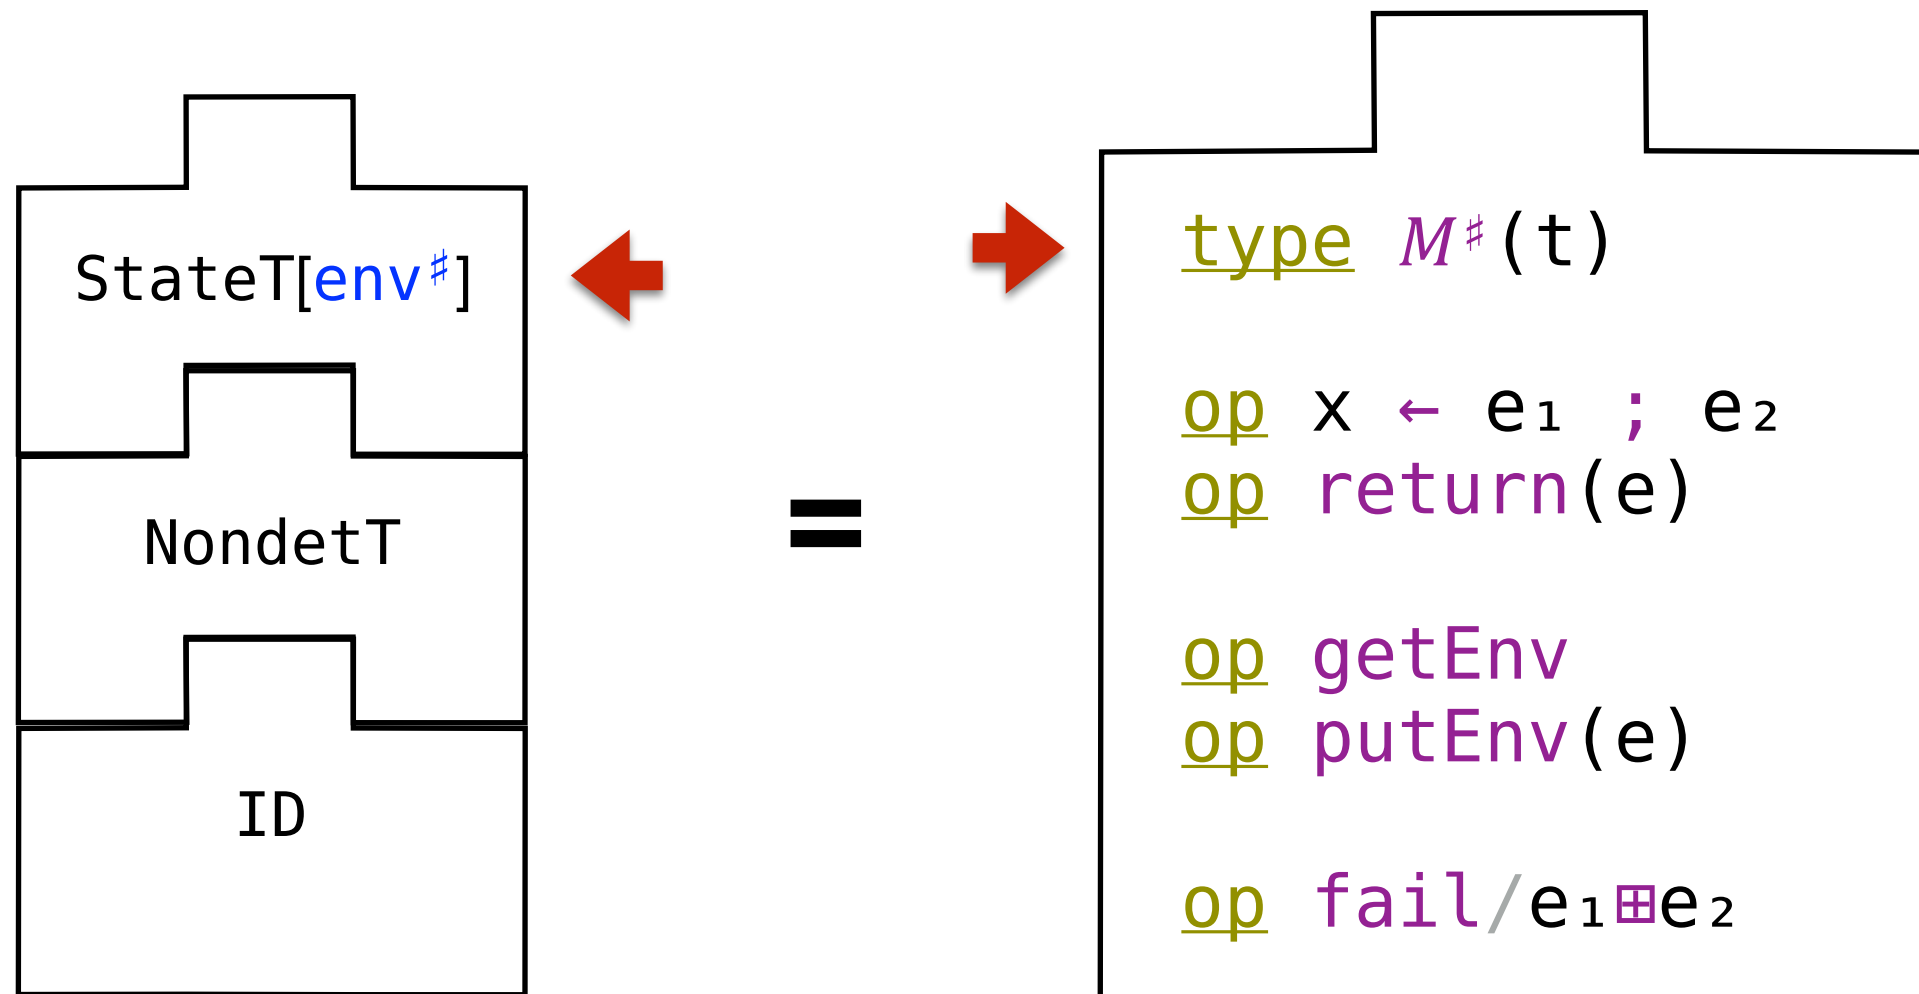 StateT[env♯]
NondetT
ID
=
type M♯(t)
op x ← e₁ ; e₂
op return(e)
op getEnv
op putEnv(e)
op fail/e₁⊞e₂